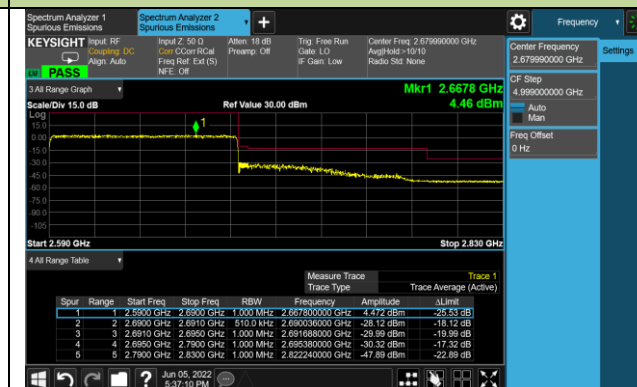 Spectrum Analyzer 1
Spurious Emissions
Spectrum Analyzer 2
Spurious Emissions
Frequency
KEYSIGHT
Input: RF
Coupling: DC
Align: Auto
Input Z: 50 Ω
Corr CCorr RCal
Freq Ref: Ext (S)
NFE: Off
Atten: 18 dB
Preamp: Off
Trig: Free Run
Gate: LO
IF Gain: Low
Center Freq: 2.679990000 GHz
Avg|Hold:>10/10
Radio Std: None
PASS
Center Frequency
2.679990000 GHz
Settings
CF Step
4.999000000 GHz
Auto
Man
Freq Offset
0 Hz
3 All Range Graph
Mkr1 2.6678 GHz
Scale/Div 15.0 dB
Ref Value 30.00 dBm
4.46 dBm
Log
15.0
1
-15.0
-30.0
-45.0
-60.0
-75.0
-90.0
-105
Start 2.590 GHz
Stop 2.830 GHz
4 All Range Table
Measure Trace
Trace 1
Trace Type
Trace Average (Active)
Spur Range Start Freq Stop Freq RBW Frequency Amplitude ΔLimit
1 1 2.5900 GHz 2.6900 GHz 1.000 MHz 2.667800000 GHz 4.472 dBm -25.53 dB
2 2 2.6900 GHz 2.6910 GHz 510.0 kHz 2.690036000 GHz -28.12 dBm -18.12 dB
3 3 2.6910 GHz 2.6950 GHz 1.000 MHz 2.691688000 GHz -29.99 dBm -19.99 dB
4 4 2.6950 GHz 2.7900 GHz 1.000 MHz 2.695380000 GHz -30.32 dBm -17.32 dB
5 5 2.7900 GHz 2.8300 GHz 1.000 MHz 2.822240000 GHz -47.89 dBm -22.89 dB
Jun 05, 2022
5:37:10 PM